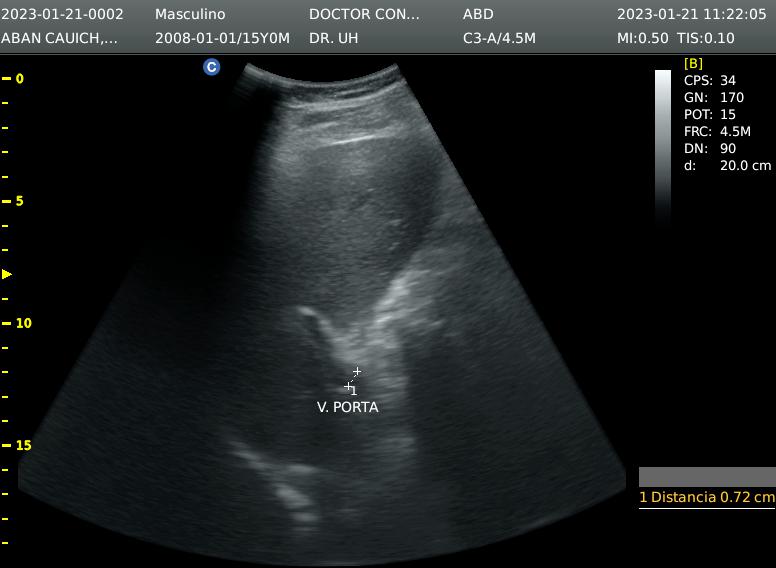 2023-01-21-0002 Masculino DOCTOR CON... ABD 2023-01-21 11:22:05
ABAN CAUICH,... 2008-01-01/15Y0M DR. UH C3-A/4.5M MI:0.50 TIS:0.10
C
[B]
CPS: 34
GN: 170
POT: 15
FRC: 4.5M
DN: 90
d: 20.0 cm
0
5
10
15
1
V. PORTA
1 Distancia 0.72 cm